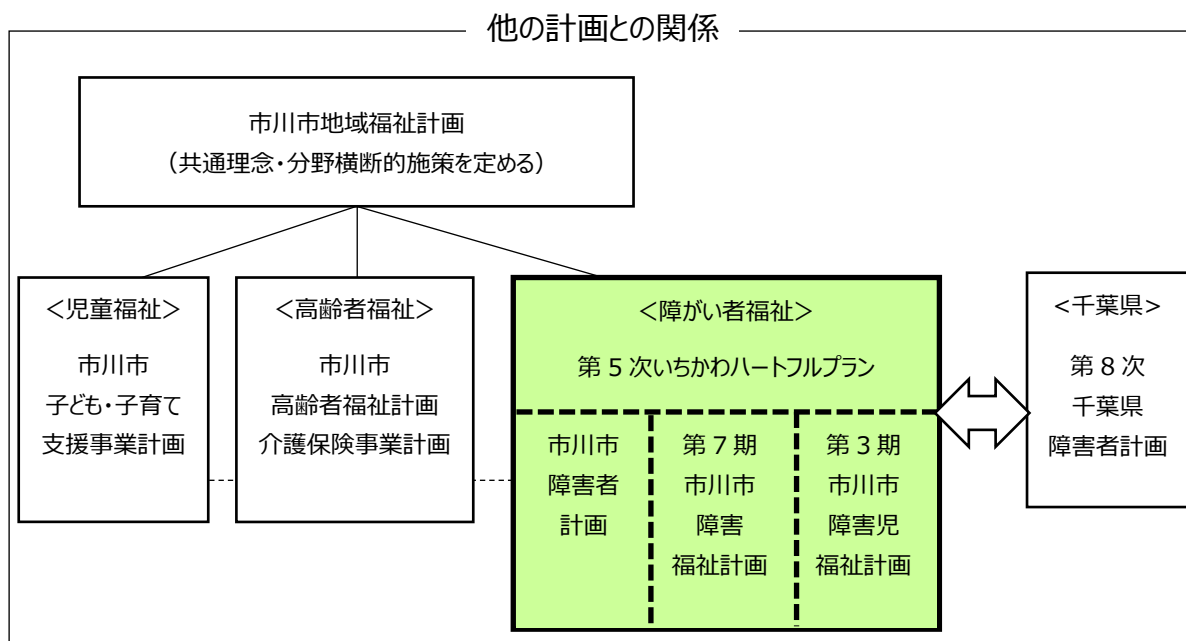 他の計画との関係
市川市地域福祉計画
（共通理念・分野横断的施策を定める）
＜児童福祉＞
市川市
子ども・子育て
支援事業計画
＜高齢者福祉＞
市川市
高齢者福祉計画
介護保険事業計画
＜障がい者福祉＞
第５次いちかわハートフルプラン
市川市
障害者
計画
第７期
市川市
障害
福祉計画
第３期
市川市
障害児
福祉計画
<千葉県>
第８次
千葉県
障害者計画